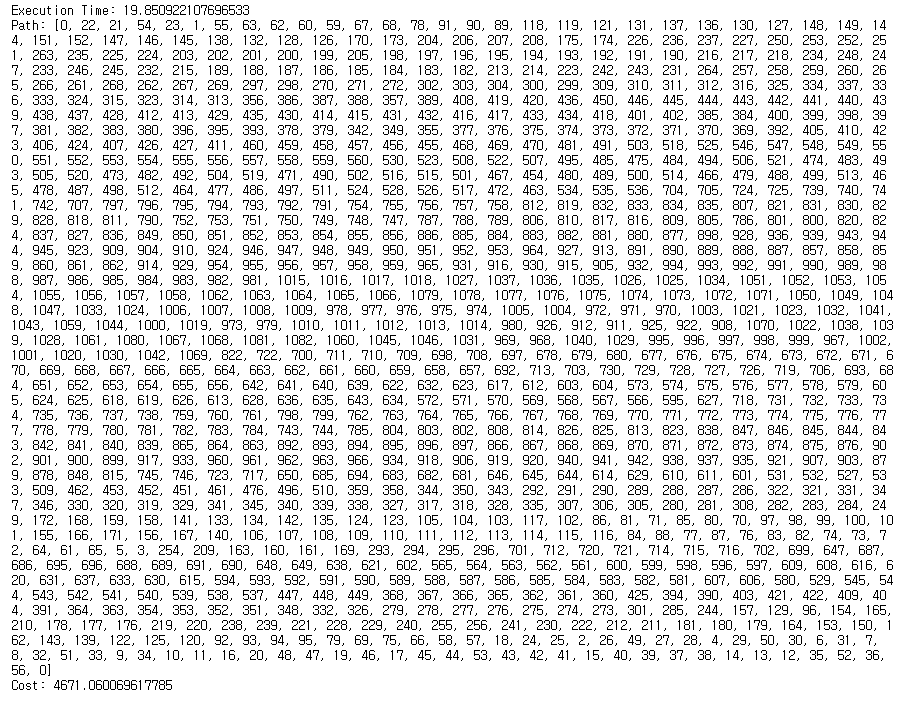 Execution Time: 19.850922107696533
Path: [0, 22, 21, 54, 23, 1, 55, 63, 62, 60, 59, 67, 68, 78, 91, 90, 89, 118, 119, 121, 131, 137, 136, 130, 127, 148, 149, 14
4, 151, 152, 147, 146, 145, 138, 132, 128, 126, 170, 173, 204, 206, 207, 208, 175, 174, 226, 236, 237, 227, 250, 253, 252, 25
1, 263, 235, 225, 224, 203, 202, 201, 200, 199, 205, 198, 197, 196, 195, 194, 193, 192, 191, 190, 216, 217, 218, 234, 248, 24
7, 233, 246, 245, 232, 215, 189, 188, 187, 186, 185, 184, 183, 182, 213, 214, 223, 242, 243, 231, 264, 257, 258, 259, 260, 26
5, 266, 261, 268, 262, 267, 269, 297, 298, 270, 271, 272, 302, 303, 304, 300, 299, 309, 310, 311, 312, 316, 325, 334, 337, 33
6, 333, 324, 315, 323, 314, 313, 356, 386, 387, 388, 357, 389, 408, 419, 420, 436, 450, 446, 445, 444, 443, 442, 441, 440, 43
9, 438, 437, 428, 412, 413, 429, 435, 430, 414, 415, 431, 432, 416, 417, 433, 434, 418, 401, 402, 385, 384, 400, 399, 398, 39
7, 381, 382, 383, 380, 396, 395, 393, 378, 379, 342, 349, 355, 377, 376, 375, 374, 373, 372, 371, 370, 369, 392, 405, 410, 42
3, 406, 424, 407, 426, 427, 411, 460, 459, 458, 457, 456, 455, 468, 469, 470, 481, 491, 503, 518, 525, 546, 547, 548, 549, 55
0, 551, 552, 553, 554, 555, 556, 557, 558, 559, 560, 530, 523, 508, 522, 507, 495, 485, 475, 484, 494, 506, 521, 474, 483, 49
3, 505, 520, 473, 482, 492, 504, 519, 471, 490, 502, 516, 515, 501, 467, 454, 480, 489, 500, 514, 466, 479, 488, 499, 513, 46
5, 478, 487, 498, 512, 464, 477, 486, 497, 511, 524, 528, 526, 517, 472, 463, 534, 535, 536, 704, 705, 724, 725, 739, 740, 74
1, 742, 707, 797, 796, 795, 794, 793, 792, 791, 754, 755, 756, 757, 758, 812, 819, 832, 833, 834, 835, 807, 821, 831, 830, 82
9, 828, 818, 811, 790, 752, 753, 751, 750, 749, 748, 747, 787, 788, 789, 806, 810, 817, 816, 809, 805, 786, 801, 800, 820, 82
4, 837, 827, 836, 849, 850, 851, 852, 853, 854, 855, 856, 886, 885, 884, 883, 882, 881, 880, 877, 898, 928, 936, 939, 943, 94
4, 945, 923, 909, 904, 910, 924, 946, 947, 948, 949, 950, 951, 952, 953, 964, 927, 913, 891, 890, 889, 888, 887, 857, 858, 85
9, 860, 861, 862, 914, 929, 954, 955, 956, 957, 958, 959, 965, 931, 916, 930, 915, 905, 932, 994, 993, 992, 991, 990, 989, 98
8, 987, 986, 985, 984, 983, 982, 981, 1015, 1016, 1017, 1018, 1027, 1037, 1036, 1035, 1026, 1025, 1034, 1051, 1052, 1053, 105
4, 1055, 1056, 1057, 1058, 1062, 1063, 1064, 1065, 1066, 1079, 1078, 1077, 1076, 1075, 1074, 1073, 1072, 1071, 1050, 1049, 104
8, 1047, 1033, 1024, 1006, 1007, 1008, 1009, 978, 977, 976, 975, 974, 1005, 1004, 972, 971, 970, 1003, 1021, 1023, 1032, 1041,
1043, 1059, 1044, 1000, 1019, 973, 979, 1010, 1011, 1012, 1013, 1014, 980, 926, 912, 911, 925, 922, 908, 1070, 1022, 1038, 103
9, 1028, 1061, 1080, 1067, 1068, 1081, 1082, 1060, 1045, 1046, 1031, 969, 968, 1040, 1029, 995, 996, 997, 998, 999, 967, 1002,
1001, 1020, 1030, 1042, 1069, 822, 722, 700, 711, 710, 709, 698, 708, 697, 678, 679, 680, 677, 676, 675, 674, 673, 672, 671, 6
70, 669, 668, 667, 666, 665, 664, 663, 662, 661, 660, 659, 658, 657, 692, 713, 703, 730, 729, 728, 727, 726, 719, 706, 693, 68
4, 651, 652, 653, 654, 655, 656, 642, 641, 640, 639, 622, 632, 623, 617, 612, 603, 604, 573, 574, 575, 576, 577, 578, 579, 60
5, 624, 625, 618, 619, 626, 613, 628, 636, 635, 643, 634, 572, 571, 570, 569, 568, 567, 566, 595, 627, 718, 731, 732, 733, 73
4, 735, 736, 737, 738, 759, 760, 761, 798, 799, 762, 763, 764, 765, 766, 767, 768, 769, 770, 771, 772, 773, 774, 775, 776, 77
7, 778, 779, 780, 781, 782, 783, 784, 743, 744, 785, 804, 803, 802, 808, 814, 826, 825, 813, 823, 838, 847, 846, 845, 844, 84
3, 842, 841, 840, 839, 865, 864, 863, 892, 893, 894, 895, 896, 897, 866, 867, 868, 869, 870, 871, 872, 873, 874, 875, 876, 90
2, 901, 900, 899, 917, 933, 960, 961, 962, 963, 966, 934, 918, 906, 919, 920, 940, 941, 942, 938, 937, 935, 921, 907, 903, 87
9, 878, 848, 815, 745, 746, 723, 717, 650, 685, 694, 683, 682, 681, 646, 645, 644, 614, 629, 610, 611, 601, 531, 532, 527, 53
3, 509, 462, 453, 452, 451, 461, 476, 496, 510, 359, 358, 344, 350, 343, 292, 291, 290, 289, 288, 287, 286, 322, 321, 331, 34
7, 346, 330, 320, 319, 329, 341, 345, 340, 339, 338, 327, 317, 318, 328, 335, 307, 306, 305, 280, 281, 308, 282, 283, 284, 24
9, 172, 168, 159, 158, 141, 133, 134, 142, 135, 124, 123, 105, 104, 103, 117, 102, 86, 81, 71, 85, 80, 70, 97, 98, 99, 100, 10
1, 155, 166, 171, 156, 167, 140, 106, 107, 108, 109, 110, 111, 112, 113, 114, 115, 116, 84, 88, 77, 87, 76, 83, 82, 74, 73, 7
2, 64, 61, 65, 5, 3, 254, 209, 163, 160, 161, 169, 293, 294, 295, 296, 701, 712, 720, 721, 714, 715, 716, 702, 699, 647, 687,
686, 695, 696, 688, 689, 691, 690, 648, 649, 638, 621, 602, 565, 564, 563, 562, 561, 600, 599, 598, 596, 597, 609, 608, 616, 6
20, 631, 637, 633, 630, 615, 594, 593, 592, 591, 590, 589, 588, 587, 586, 585, 584, 583, 582, 581, 607, 606, 580, 529, 545, 54
4, 543, 542, 541, 540, 539, 538, 537, 447, 448, 449, 368, 367, 366, 365, 362, 361, 360, 425, 394, 390, 403, 421, 422, 409, 40
4, 391, 364, 363, 354, 353, 352, 351, 348, 332, 326, 279, 278, 277, 276, 275, 274, 273, 301, 285, 244, 157, 129, 96, 154, 165,
210, 178, 177, 176, 219, 220, 238, 239, 221, 228, 229, 240, 255, 256, 241, 230, 222, 212, 211, 181, 180, 179, 164, 153, 150, 1
62, 143, 139, 122, 125, 120, 92, 93, 94, 95, 79, 69, 75, 66, 58, 57, 18, 24, 25, 2, 26, 49, 27, 28, 4, 29, 50, 30, 6, 31, 7,
8, 32, 51, 33, 9, 34, 10, 11, 16, 20, 48, 47, 19, 46, 17, 45, 44, 53, 43, 42, 41, 15, 40, 39, 37, 38, 14, 13, 12, 35, 52, 36,
56, 0]
Cost: 4671.060069617785